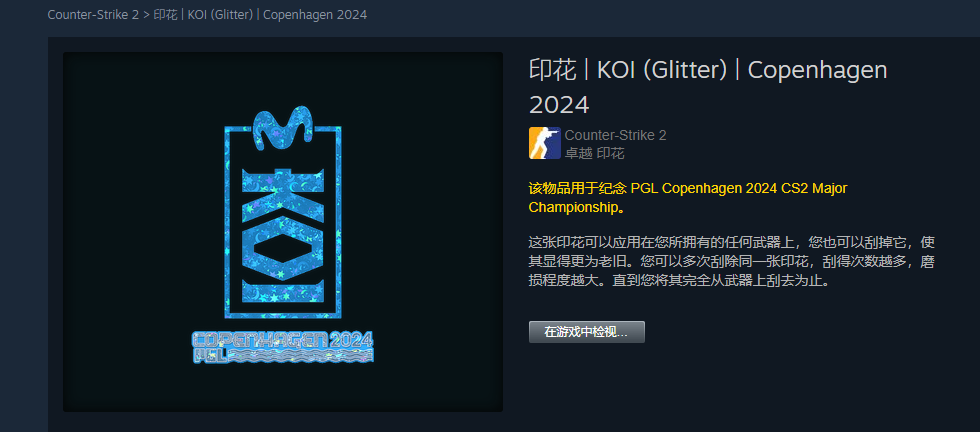 Counter-Strike 2 > 印花 | KOI (Glitter) | Copenhagen 2024
印花 | KOI (Glitter) | Copenhagen
2024
Counter-Strike 2
卓越 印花
该物品用于纪念 PGL Copenhagen 2024 CS2 Major
Championship。
这张印花可以应用在您所拥有的任何武器上，您也可以刮掉它，使
其显得更为老旧。您可以多次刮除同一张印花，刮得次数越多，磨
损程度越大。直到您将其完全从武器上刮去为止。
在游戏中检视...
KOI
COPENHAGEN 2024
PGL